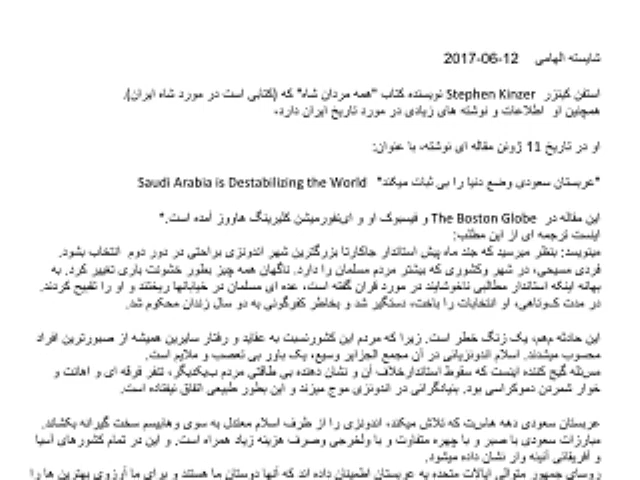 شایسته الهامی 2017-06-12
استفن کینزر Stephen Kinzer نویسنده کتاب "همه مردان شاه" که (کتابی است در مورد شاه ایران).
همچنین او اطلاعات و نوشته های زیادی در مورد تاریخ ایران دارد.
او در تاریخ 11 ژوئن مقاله ای نوشته، با عنوان:
"عربستان سعودی وضع دنیا را بی ثبات میکند" Saudi Arabia is Destabilizing the World
این مقاله در The Boston Globe و فیسبوک او و اینفورمیشن کلیرینگ هاووز آمده است."
اینست ترجمه ای از این مطلب:
مینویسد: بنظر میرسید که چند ماه پیش استاندار جاکارتا بزرگترین شهر اندونزی براحتی در دور دوم انتخاب بشود.
فردی مسیحی، در شهر وکشوری که بیشتر مردم مسلمان را دارد. ناگهان همه چیز بطور خشونت باری تغییر کرد. به
بهانه اینکه استاندار مطالبی ناخوشایند در مورد قران گفته است، عده ای مسلمان در خیابانها ریختند و او را تقبیح کردند.
در مدت کوتاهی، او انتخابات را باخت، دستگیر شد و بخاطر کفرگوئی به دو سال زندان محکوم شد.
این حادثه مهم، یک زنگ خطر است. زیرا که مردم این کشورنسبت به عقاید و رفتار سایرین همیشه از صبورترین افراد
محسوب میشدند. اسلام اندونزیائی در آن مجمع الجزایر وسیع، یک باور بی تعصب و ملایم است.
مسئله گیج کننده اینست که سقوط استاندارخلاف آن و نشان دهنده بی طاقتی مردم بیکدیگر، تنفر فرقه ای و اهانت و
خوار شمردن دموکراسی بود. بنیادگرائی در اندونزی موج میزند و این بطور طبیعی اتفاق نیفتاده است.
عربستان سعودی دهه هاست که تلاش میکند، اندونزی را از طرف اسلام معتدل به سوی وهابیسم سخت گیرانه بکشاند.
مبارزات سعودی با صبر و با چهره متفاوت و با ولخرجی وصرف هزینه زیاد همراه است. و این در تمام کشورهای آسیا
و آفریقائی آئینه وار نشان داده میشود.
روسای جمهور متوالی ایالات متحده به عربستان اطمینان داده اند که آنها دوستان ما هستند و برای ما آرزوی بهترین ها را